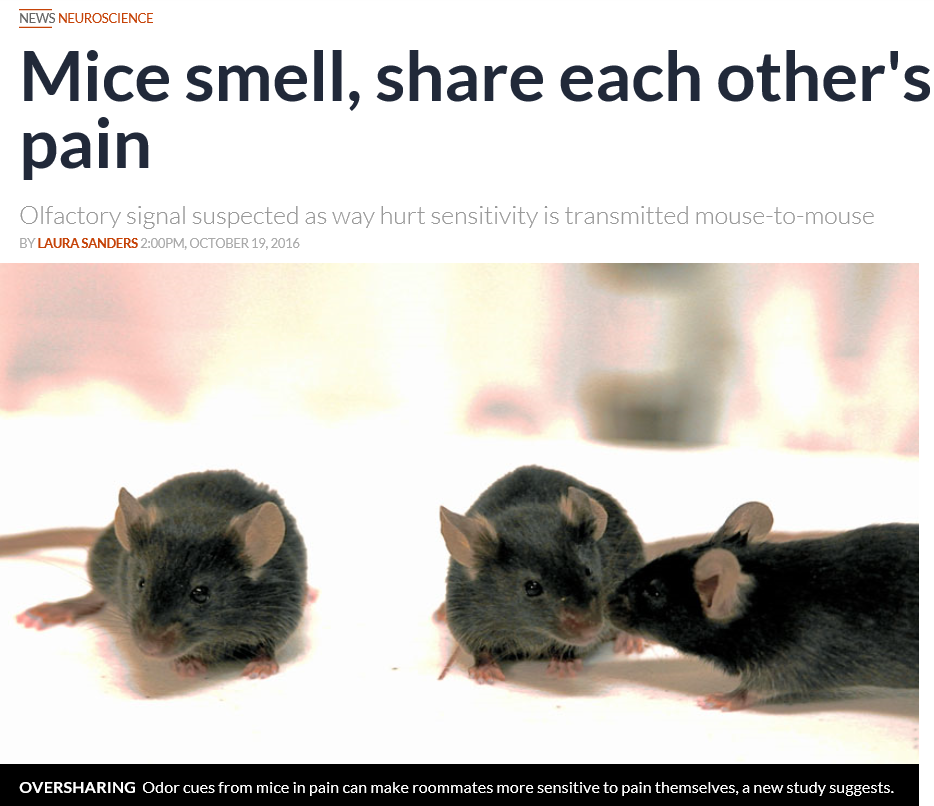 NEWS NEUROSCIENCE
Mice smell, share each other's
pain
Olfactory signal suspected as way hurt sensitivity is transmitted mouse-to-mouse
BY LAURA SANDERS 2:00PM, OCTOBER 19, 2016
OVERSHARING Odor cues from mice in pain can make roommates more sensitive to pain themselves, a new study suggests.